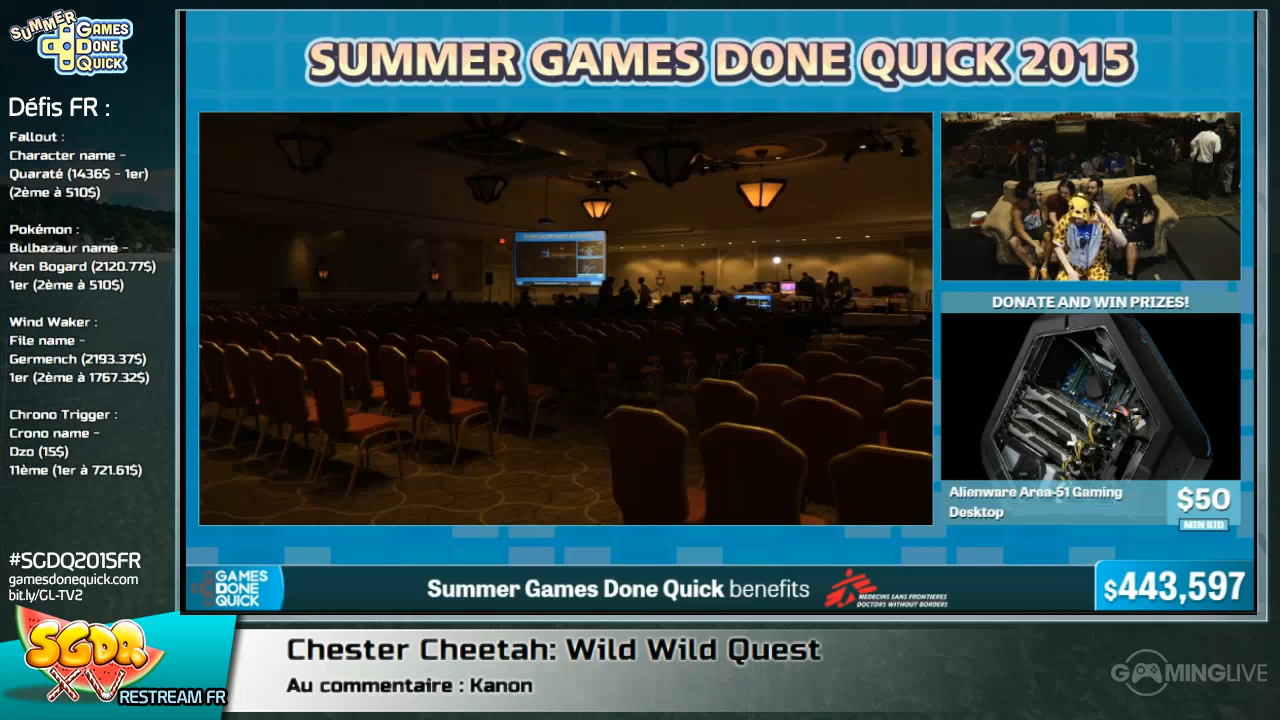 SUMMER
GAMES
DONE
QUICK
Défis FR :
Fallout :
Character name -
Quaraté (1436$ - 1er)
(2ème à 510$)
Pokémon :
Bulbazaur name -
Ken Bogard (2120.77$)
1er (2ème à 510$)
Wind Waker :
File name -
Germench (2193.37$)
1er (2ème à 1767.32$)
Chrono Trigger :
Crono name -
Dzo (15$)
11ème (1er à 721.61$)
#SGDQ2015FR
gamesdonequick.com
bit.ly/GL-TV2
SGDQ
XV
RESTREAM FR
SUMMER GAMES DONE QUICK 2015
DONATE AND WIN PRIZES!
Alienware Area-51 Gaming
Desktop
$50
MIN BID
GAMES
DONE
QUICK
Summer Games Done Quick benefits
MEDECINS SANS FRONTIERES
DOCTORS WITHOUT BORDERS
$443,597
Chester Cheetah: Wild Wild Quest
Au commentaire : Kanon
GAMINGLIVE